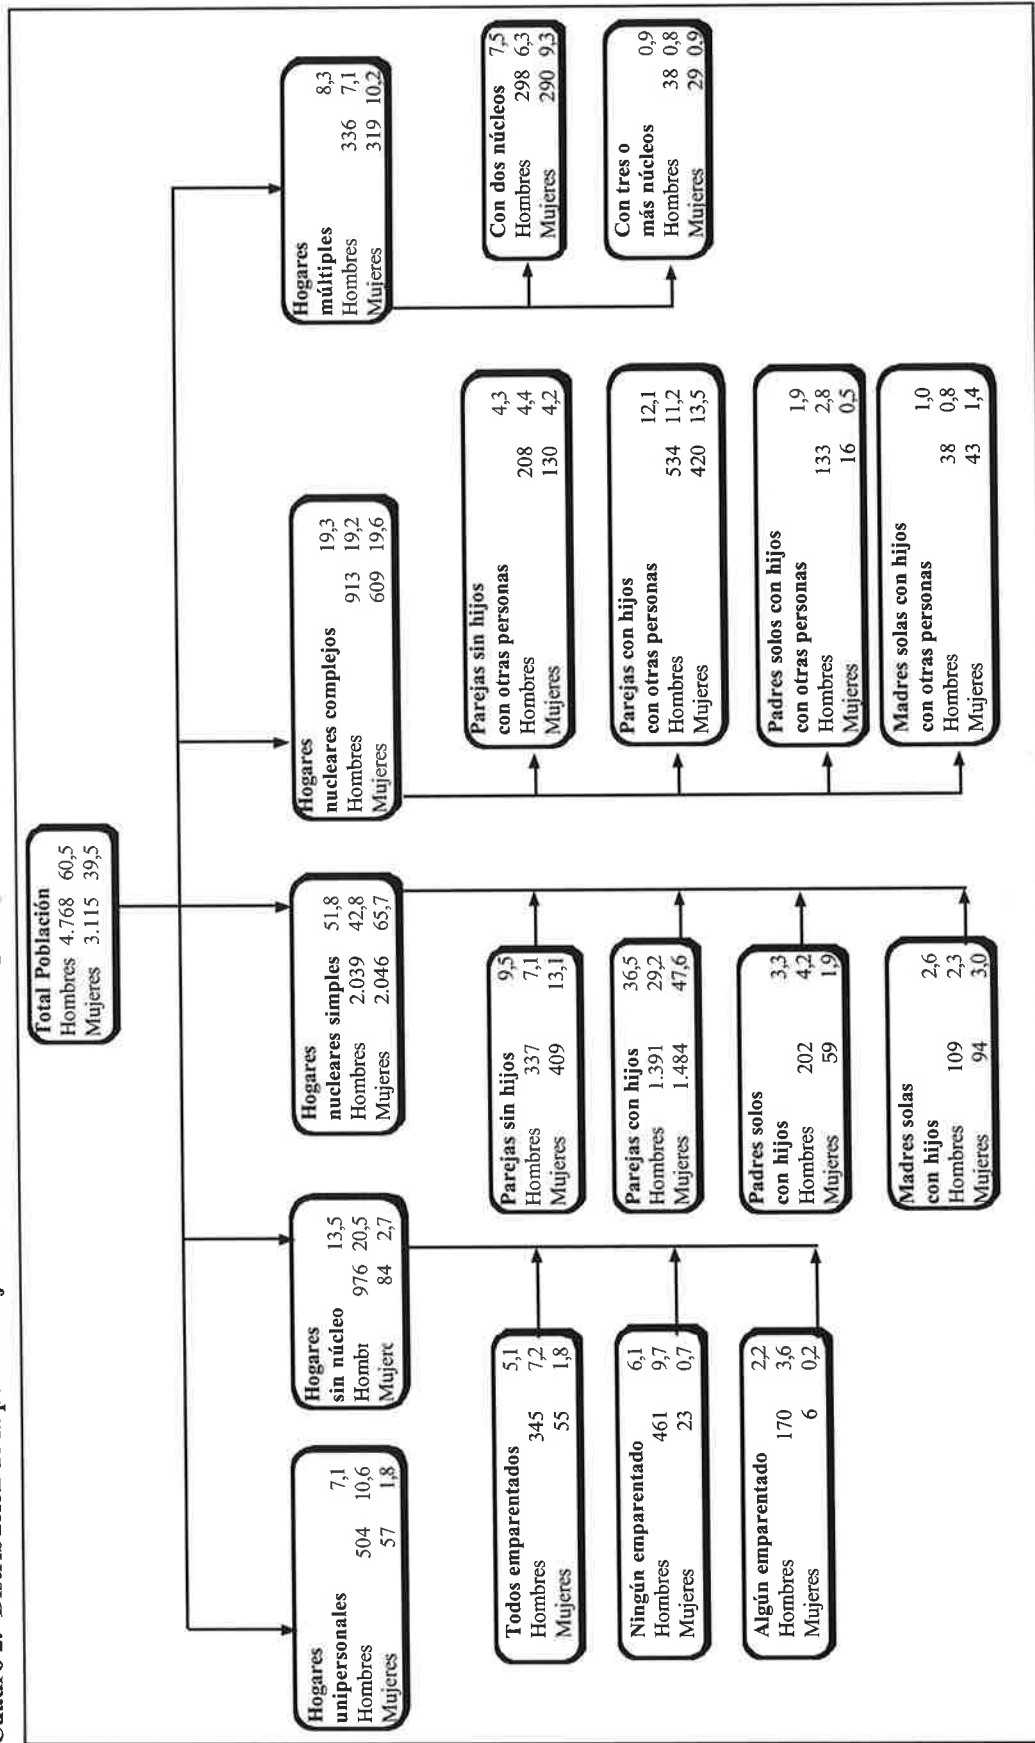 Total Población
Hombres 4.768 60,5
Mujeres 3.115 39,5
Hogares
unipersonales 7,1
Hombres 504 10,6
Mujeres 57 1,8
Hogares
sin núcleo 13,5
Hombr 976 20,5
Mujere 84 2,7
Hogares
nucleares simples 51,8
Hombres 2.039 42,8
Mujeres 2.046 65,7
Hogares
nucleares complejos 19,3
Hombres 913 19,2
Mujeres 609 19,6
Hogares
múltiples 8,3
Hombres 336 7,1
Mujeres 319 10,2
Todos emparentados 5,1
Hombres 345 7,2
Mujeres 55 1,8
Ningún emparentado 6,1
Hombres 461 9,7
Mujeres 23 0,7
Algún emparentado 2,2
Hombres 170 3,6
Mujeres 6 0,2
Parejas sin hijos 9,5
Hombres 337 7,1
Mujeres 409 13,1
Parejas con hijos 36,5
Hombres 1.391 29,2
Mujeres 1.484 47,6
Padres solos
con hijos 3,3
Hombres 202 4,2
Mujeres 59 1,9
Madres solas
con hijos 2,6
Hombres 109 2,3
Mujeres 94 3,0
Parejas sin hijos
con otras personas 4,3
Hombres 208 4,4
Mujeres 130 4,2
Parejas con hijos
con otras personas 12,1
Hombres 534 11,2
Mujeres 420 13,5
Padres solos con hijos
con otras personas 1,9
Hombres 133 2,8
Mujeres 16 0,5
Madres solas con hijos
con otras personas 1,0
Hombres 38 0,8
Mujeres 43 1,4
Con dos núcleos 7,5
Hombres 298 6,3
Mujeres 290 9,3
Con tres o
más núcleos 0,9
Hombres 38 0,8
Mujeres 29 0,9